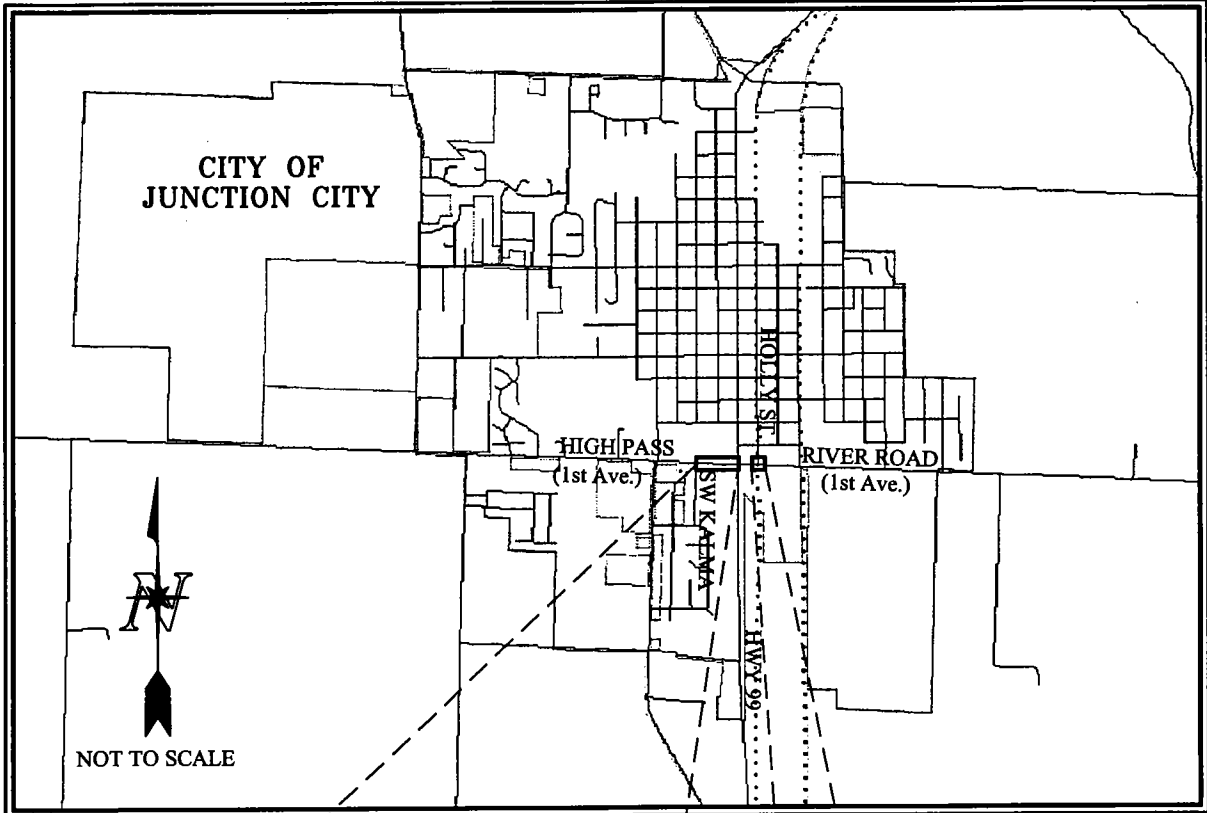 CITY OF
JUNCTION CITY
HOLLY ST.
HIGH PASS
(1st Ave.)
RIVER ROAD
(1st Ave.)
SW KALMA
HWY 99
N
NOT TO SCALE